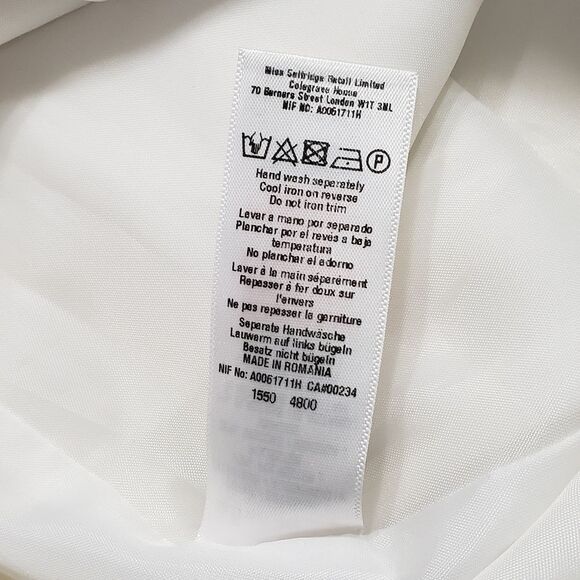 Miss Selfridge Retail Limited
Colegrave House
70 Berners Street London W1T 3NL
NIF NO: A0061711H
P
Hand wash separately
Cool iron on reverse
Do not iron trim
Lavar a mano por separado
Planchar por el revés a baja
temperatura
No planchar el adorno
Laver à la main séparément
Repasser à fer doux sur
l'envers
Ne pas repasser la garniture
Separate Handwäsche
Lauwarm auf links bügeln
Besatz nicht bügeln
MADE IN ROMANIA
NIF No: A0061711H CA#00234
1550 4800